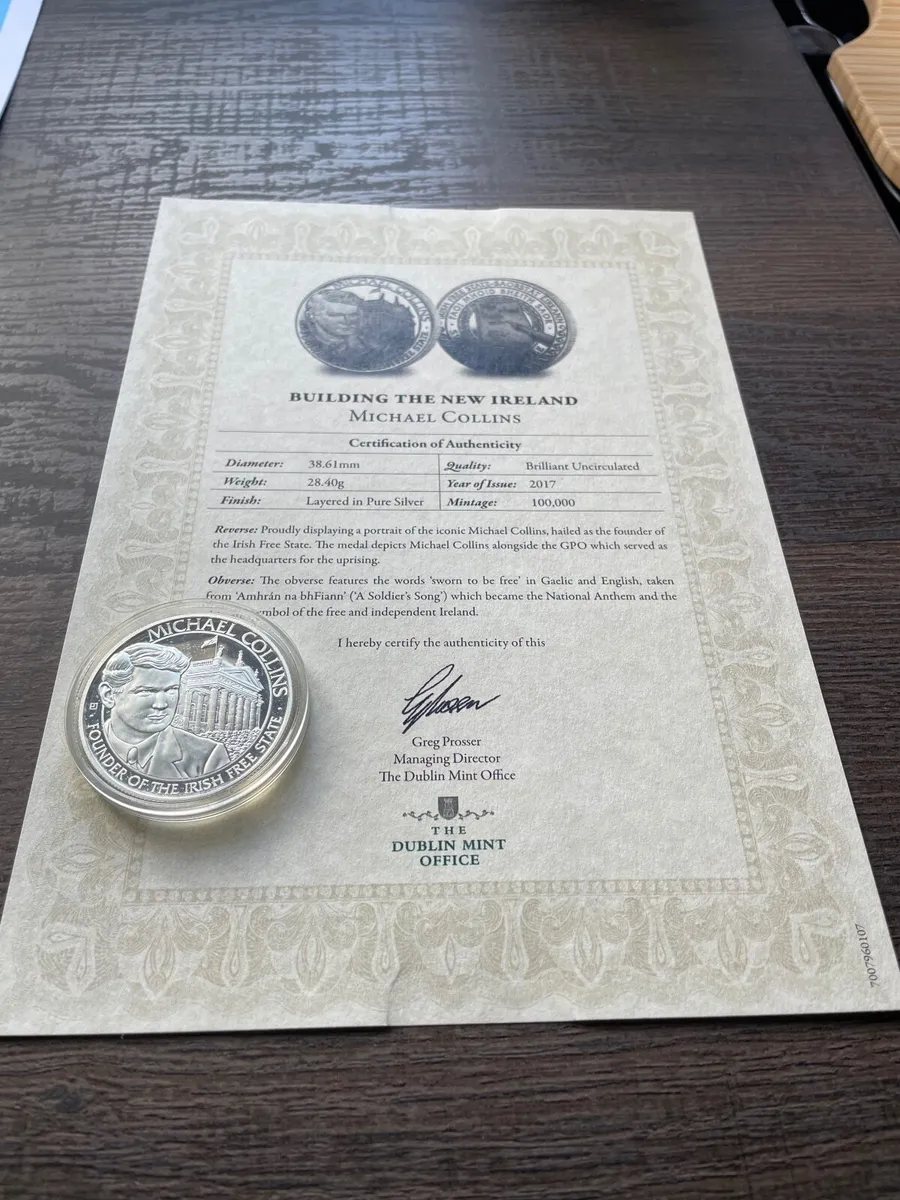 MICHAEL COLLINS
BUILDING THE NEW IRELAND
MICHAEL COLLINS
Certification of Authenticity
Diameter: 38.61mm Quality: Brilliant Uncirculated
Weight: 28.40g Year of Issue: 2017
Finish: Layered in Pure Silver Mintage: 100,000
Reverse: Proudly displaying a portrait of the iconic Michael Collins, hailed as the founder of
the Irish Free State. The medal depicts Michael Collins alongside the GPO which served as
the headquarters for the uprising.
Obverse: The obverse features the words 'sworn to be free' in Gaelic and English, taken
from 'Amhrán na bhFiann' ('A Soldier's Song') which became the National Anthem and the
of the free and independent Ireland.
I hereby certify the authenticity of this
Greg Prosser
Managing Director
The Dublin Mint Office
THE
DUBLIN MINT
OFFICE
7007960107
MICHAEL COLLINS
FOUNDER OF THE IRISH FREE STATE